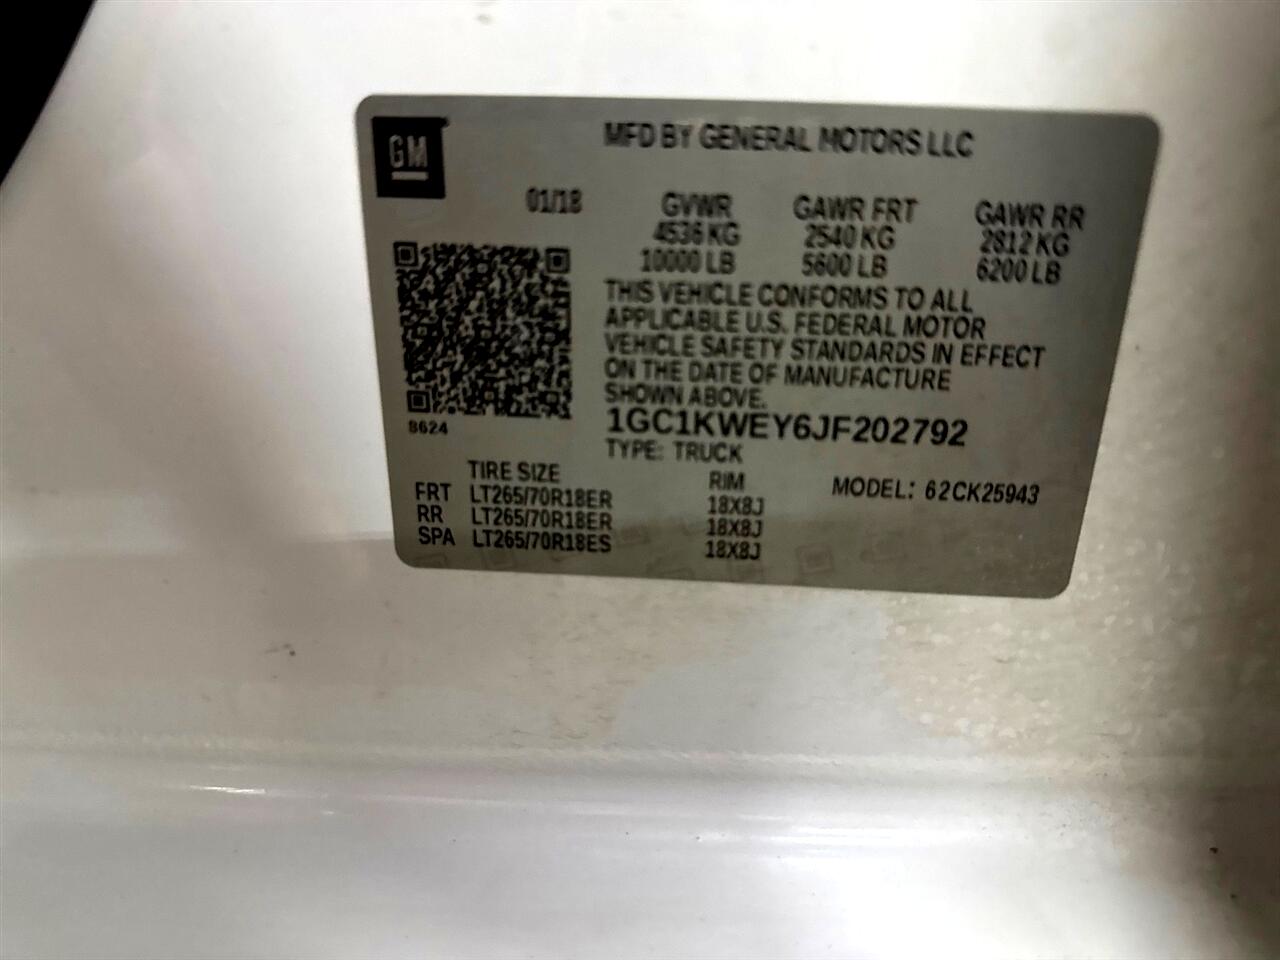 GM
MFD BY GENERAL MOTORS LLC
01/18 GVWR GAWR FRT GAWR RR
4536 KG 2540 KG 2812 KG
10000 LB 5600 LB 6200 LB
THIS VEHICLE CONFORMS TO ALL
APPLICABLE U.S. FEDERAL MOTOR
VEHICLE SAFETY STANDARDS IN EFFECT
ON THE DATE OF MANUFACTURE
SHOWN ABOVE.
8624
1GC1KWEY6JF202792
TYPE: TRUCK
TIRE SIZE RIM MODEL: 62CK25943
FRT LT265/70R18ER 18X8J
RR LT265/70R18ER 18X8J
SPA LT265/70R18ES 18X8J